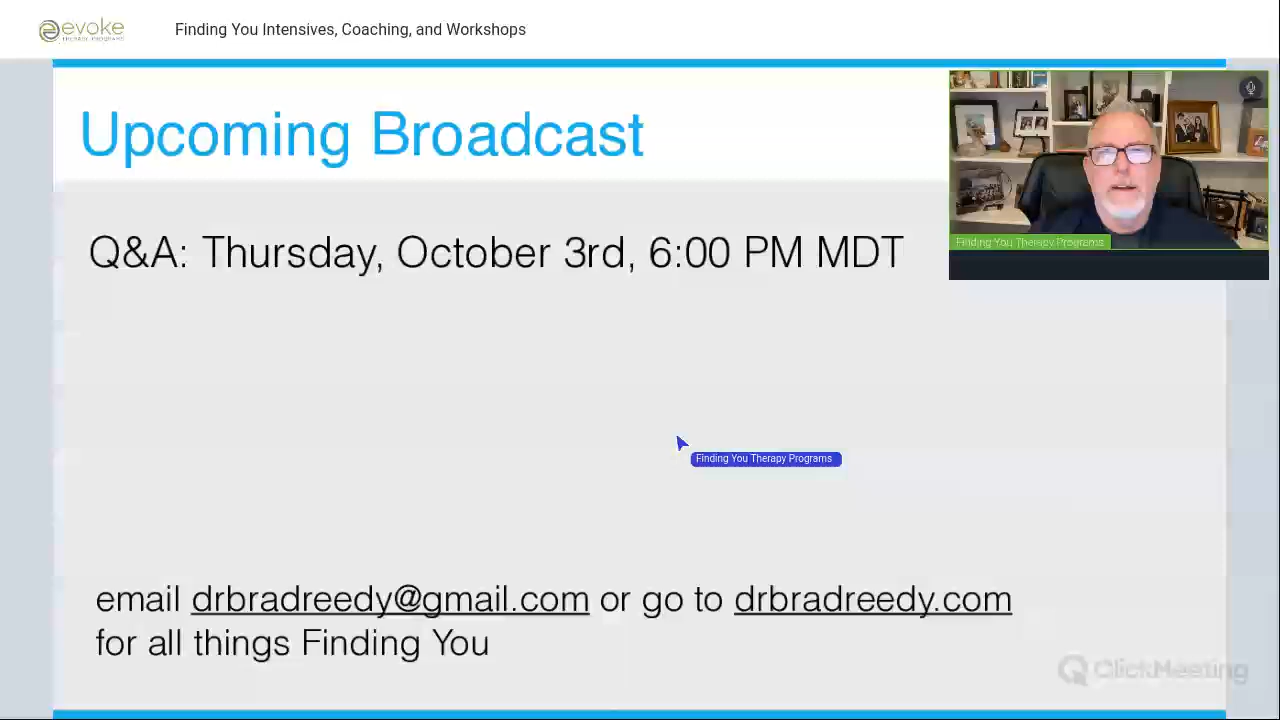 evoke
THERAPY PROGRAMS
Finding You Intensives, Coaching, and Workshops
Upcoming Broadcast
Q&A: Thursday, October 3rd, 6:00 PM MDT
Finding You Therapy Programs
Finding You Therapy Programs
email drbradreedy@gmail.com or go to drbradreedy.com
for all things Finding You
ClickMeeting